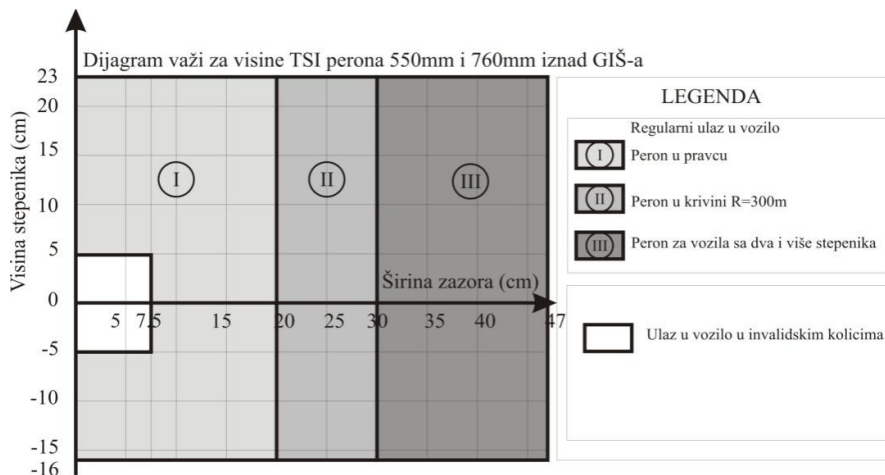 Dijagram važi za visine TSI perona 550mm i 760mm iznad GIŠ-a
Visina stepenika (cm)
23
20
15
10
5
0
-5
-10
-15
-16
I
II
III
Širina zazora (cm)
5 7.5 15 20 25 30 35 40 47
LEGENDA
Regularni ulaz u vozilo
I Peron u pravcu
II Peron u krivini R=300m
III Peron za vozila sa dva i više stepenika
Ulaz u vozilo u invalidskim kolicima